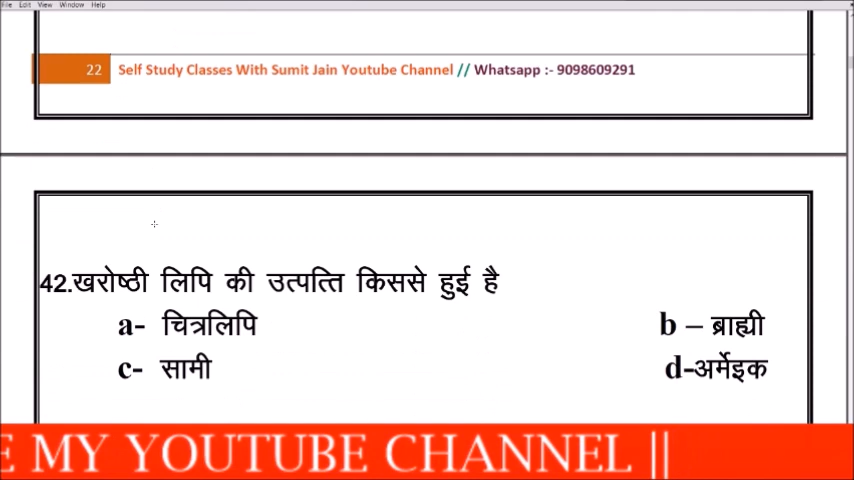 File Edit View Window Help
22 Self Study Classes With Sumit Jain Youtube Channel // Whatsapp :- 9098609291
42.खरोष्ठी लिपि की उत्पत्ति किससे हुई है
a- चित्रलिपि b – ब्राह्यी
c- सामी d-अर्मेइक
E MY YOUTUBE CHANNEL ||